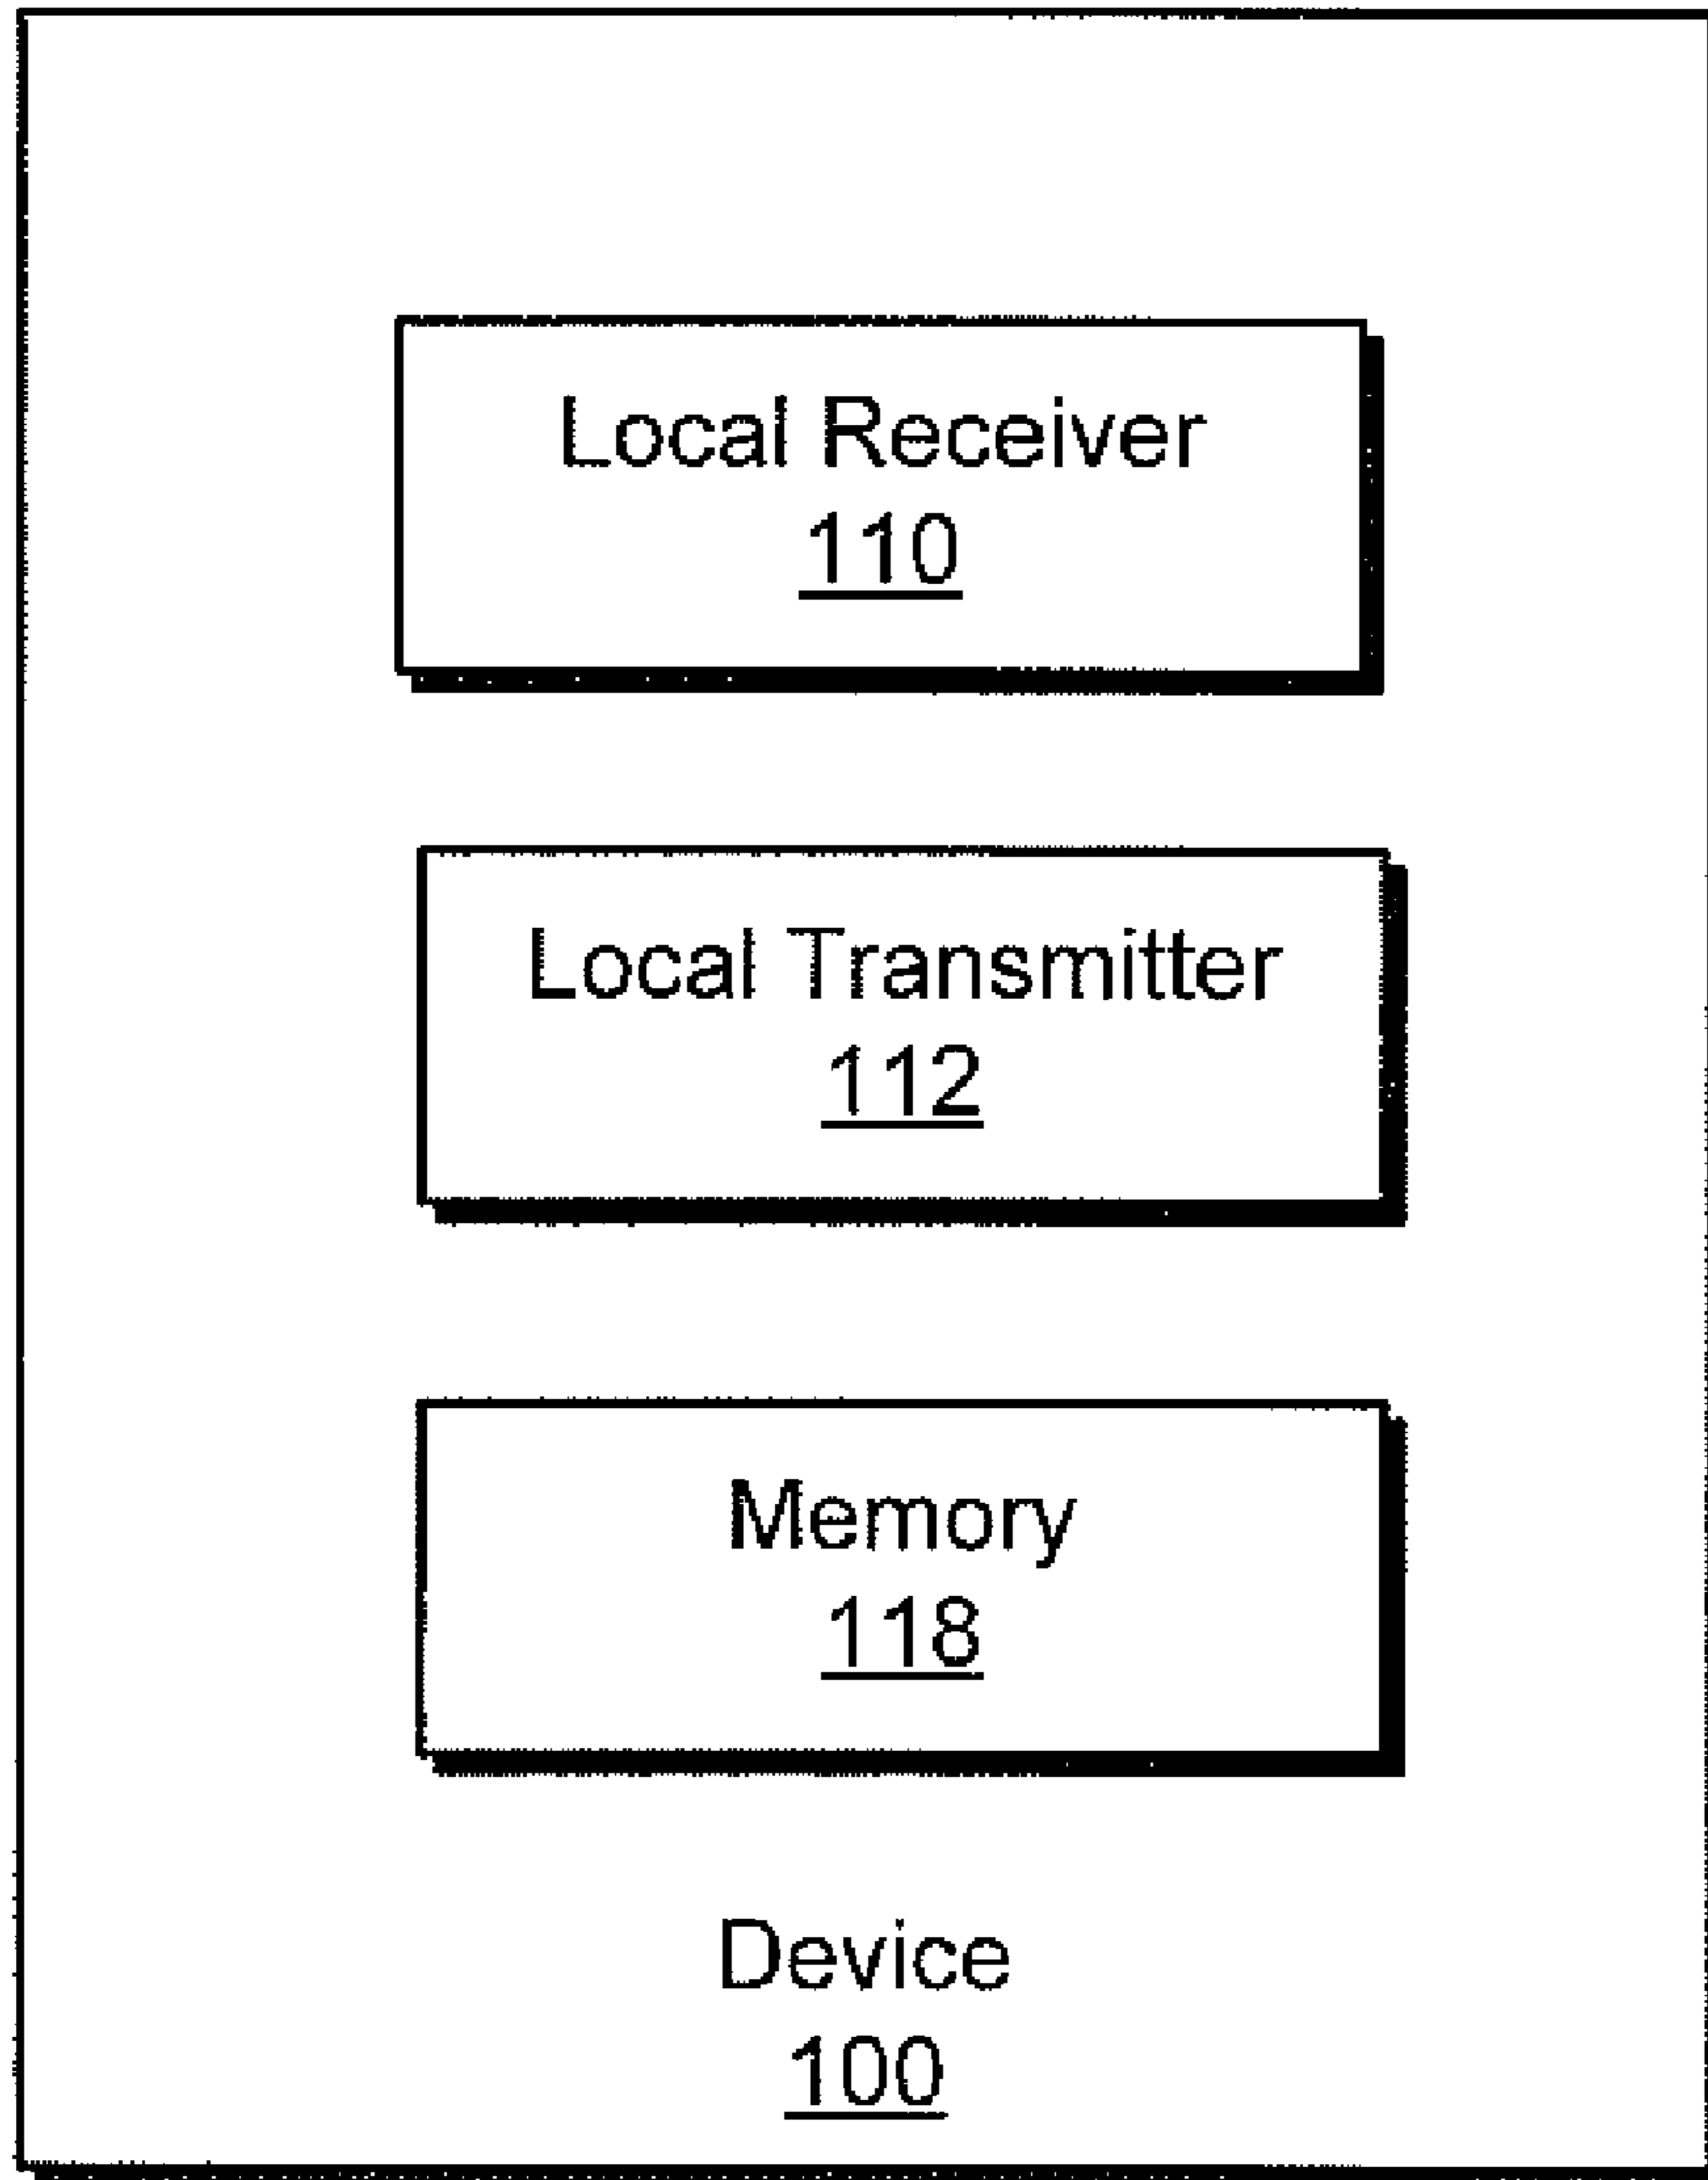 Local Receiver
110
Local Transmitter
112
Memory
118
Device
100